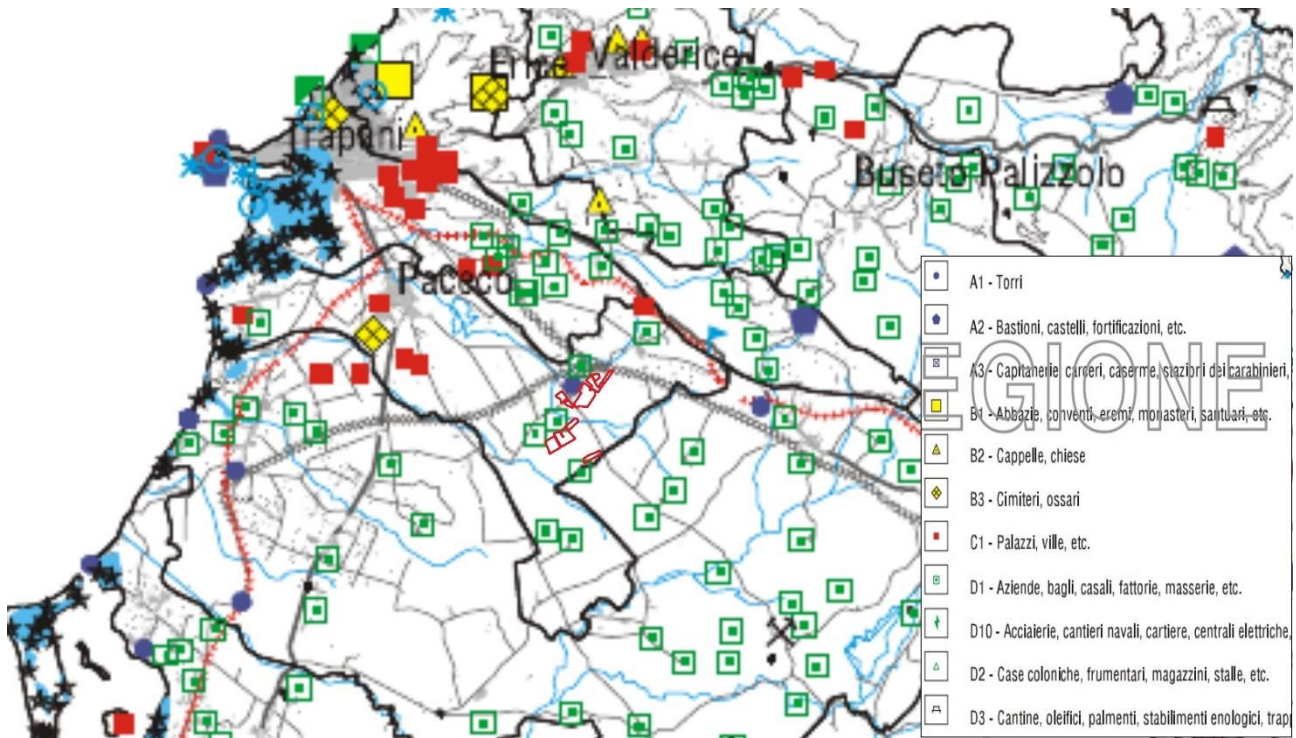 Erice
Valderice
Trapani
Buseto Palizzolo
Paceco
A1 - Torri
A2 - Bastioni, castelli, fortificazioni, etc.
REGIONE
A3 - Capitanerie carceri, caserme, stazioni dei carabinieri,
B1 - Abbazie, conventi, eremi, monasteri, santuari, etc.
B2 - Cappelle, chiese
B3 - Cimiteri, ossari
C1 - Palazzi, ville, etc.
D1 - Aziende, bagli, casali, fattorie, masserie, etc.
D10 - Acciaierie, cantieri navali, cartiere, centrali elettriche,
D2 - Case coloniche, frumentari, magazzini, stalle, etc.
D3 - Cantine, oleifici, palmenti, stabilimenti enologici, trapp